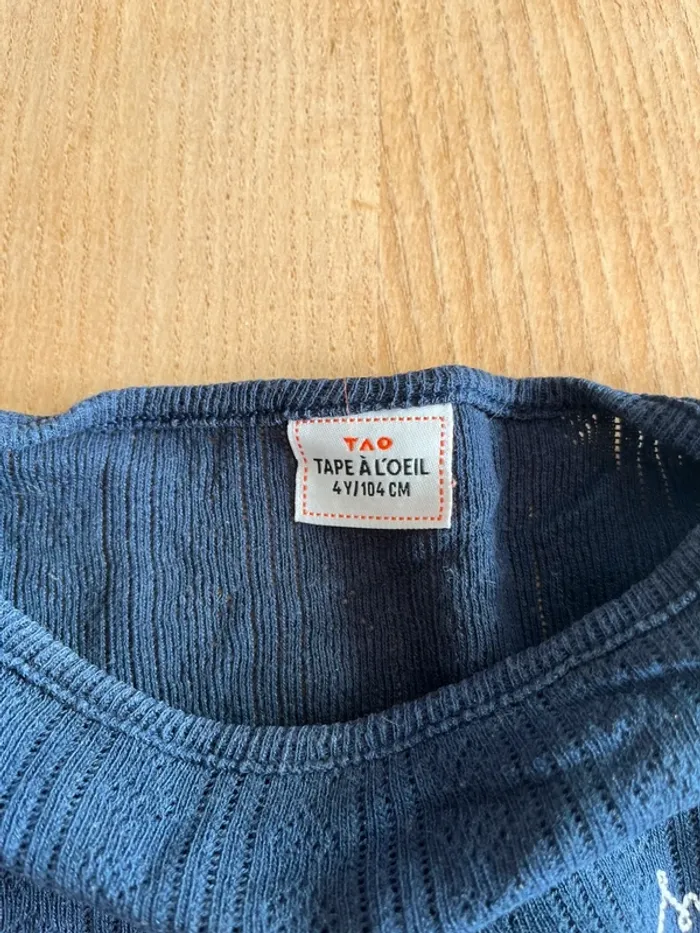 TAO
TAPE À L'OEIL
4Y/104 CM